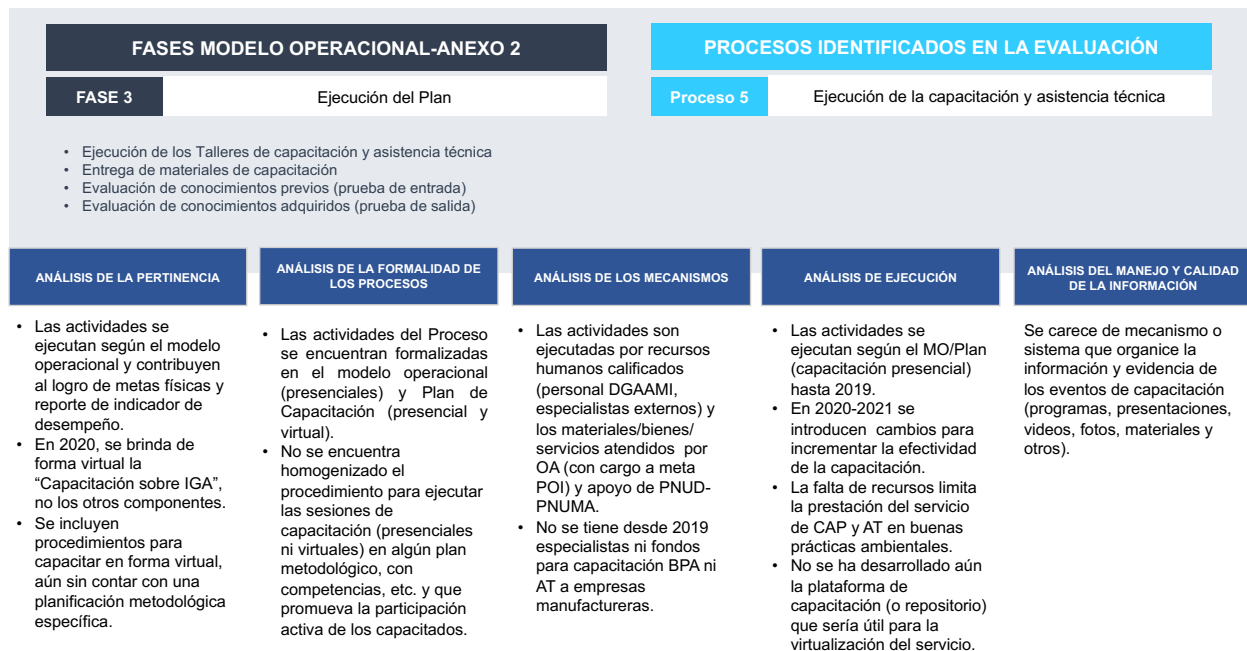 FASES MODELO OPERACIONAL-ANEXO 2
FASE 3
Ejecución del Plan
PROCESOS IDENTIFICADOS EN LA EVALUACIÓN
Proceso 5
Ejecución de la capacitación y asistencia técnica
• Ejecución de los Talleres de capacitación y asistencia técnica
• Entrega de materiales de capacitación
• Evaluación de conocimientos previos (prueba de entrada)
• Evaluación de conocimientos adquiridos (prueba de salida)
ANÁLISIS DE LA PERTINENCIA
• Las actividades se
ejecutan según el modelo
operacional y contribuyen
al logro de metas físicas y
reporte de indicador de
desempeño.
• En 2020, se brinda de
forma virtual la
“Capacitación sobre IGA”,
no los otros componentes.
• Se incluyen
procedimientos para
capacitar en forma virtual,
aún sin contar con una
planificación metodológica
específica.
ANÁLISIS DE LA FORMALIDAD DE
LOS PROCESOS
• Las actividades del Proceso
se encuentran formalizadas
en el modelo operacional
(presenciales) y Plan de
Capacitación (presencial y
virtual).
• No se encuentra
homogenizado el
procedimiento para ejecutar
las sesiones de
capacitación (presenciales
ni virtuales) en algún plan
metodológico, con
competencias, etc. y que
promueva la participación
activa de los capacitados.
ANÁLISIS DE LOS MECANISMOS
• Las actividades son
ejecutadas por recursos
humanos calificados
(personal DGAAMI,
especialistas externos) y
los materiales/bienes/
servicios atendidos por
OA (con cargo a meta
POI) y apoyo de PNUD-
PNUMA.
• No se tiene desde 2019
especialistas ni fondos
para capacitación BPA ni
AT a empresas
manufactureras.
ANÁLISIS DE EJECUCIÓN
• Las actividades se
ejecutan según el MO/Plan
(capacitación presencial)
hasta 2019.
• En 2020-2021 se
introducen cambios para
incrementar la efectividad
de la capacitación.
• La falta de recursos limita
la prestación del servicio
de CAP y AT en buenas
prácticas ambientales.
• No se ha desarrollado aún
la plataforma de
capacitación (o repositorio)
que sería útil para la
virtualización del servicio.
ANÁLISIS DEL MANEJO Y CALIDAD
DE LA INFORMACIÓN
Se carece de mecanismo o
sistema que organice la
información y evidencia de
los eventos de capacitación
(programas, presentaciones,
videos, fotos, materiales y
otros).